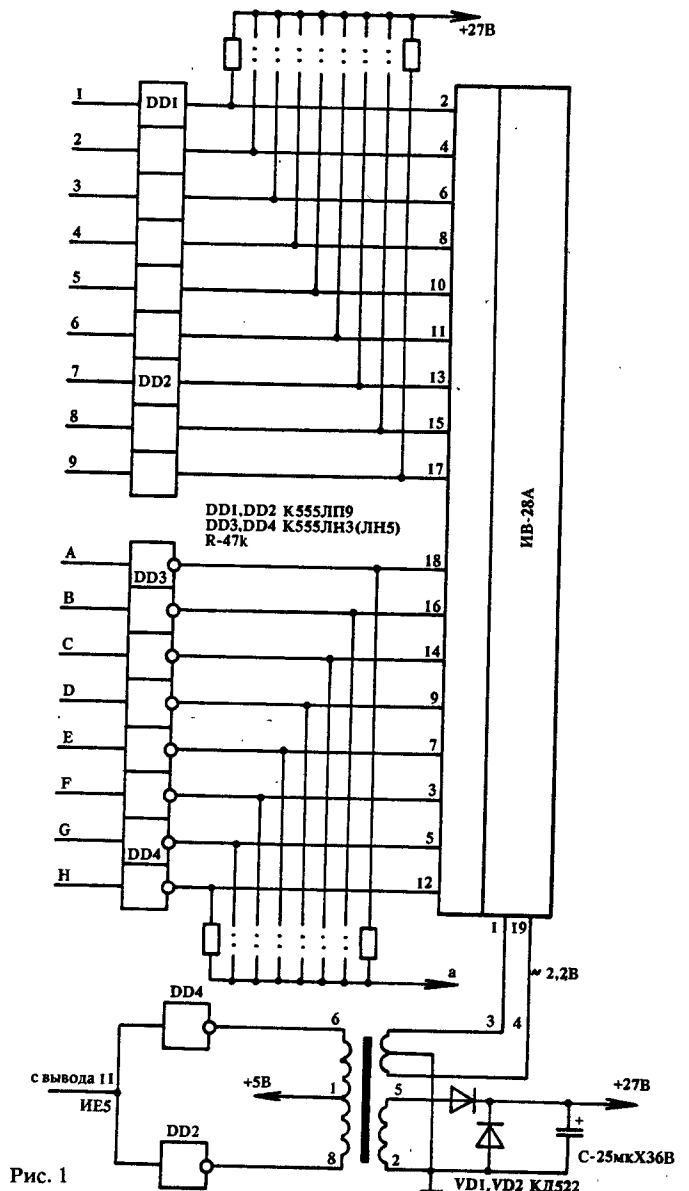 +27В
1
DD1
2
2
4
3
6
4
8
5
10
6
11
7
DD2
13
8
15
9
17
DD1,DD2 К555ЛП9
DD3,DD4 К555ЛН3(ЛН5)
R-47k
ИВ-28А
A
DD3
18
B
16
C
14
D
9
E
7
F
3
G
DD4
5
H
12
1 19
а
~ 2,2В
DD4
6
3 4
с вывода 11
ИЕ5
+5В
1
5
+27В
+
DD2
8
2
С-25мкХ36В
VD1,VD2 КД522
Рис. 1